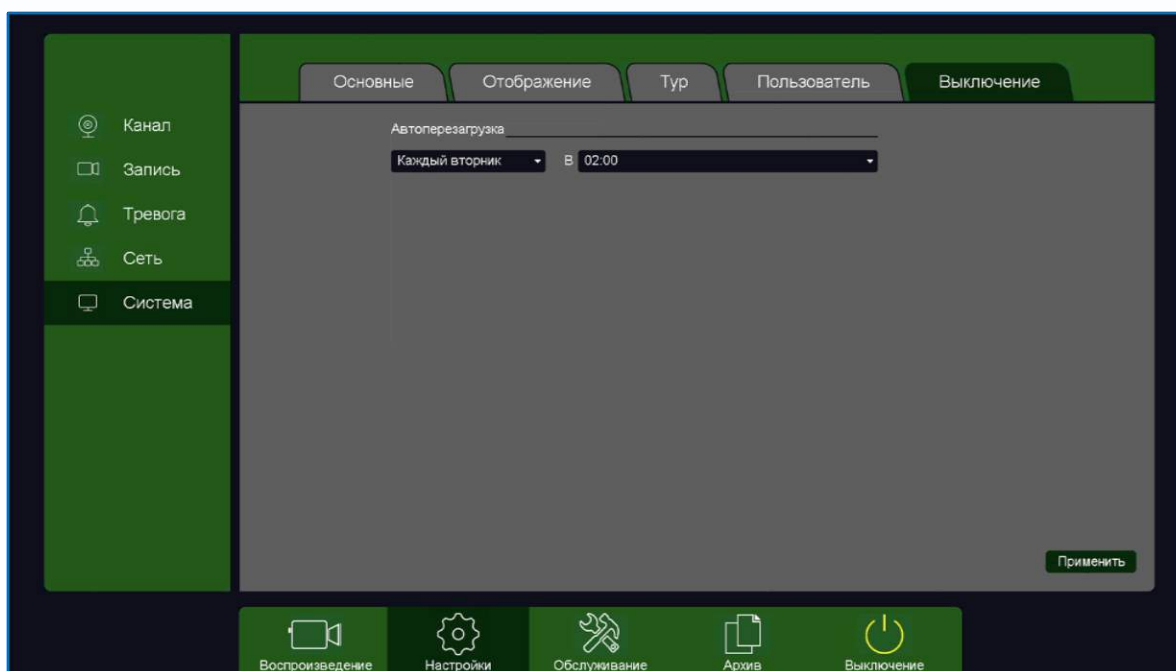 Основные Отображение Тур Пользователь Выключение
Канал
Запись
Тревога
Сеть
Система
Автоперезагрузка
Каждый вторник В 02:00
Применить
Воспроизведение Настройки Обслуживание Архив Выключение